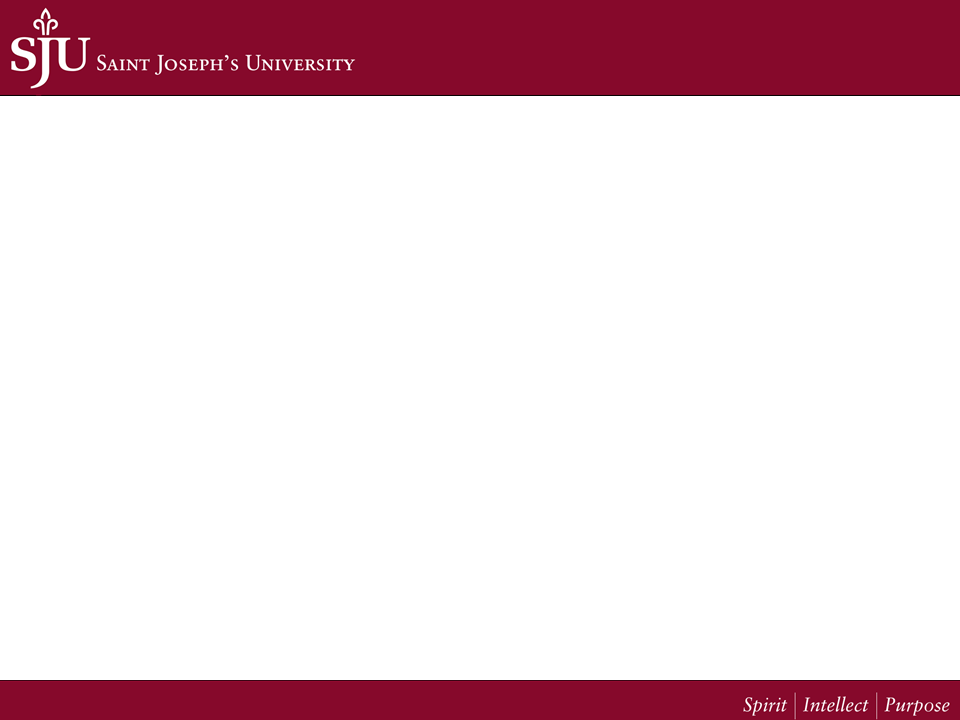 SJU SAINT JOSEPH'S UNIVERSITY
Spirit | Intellect | Purpose